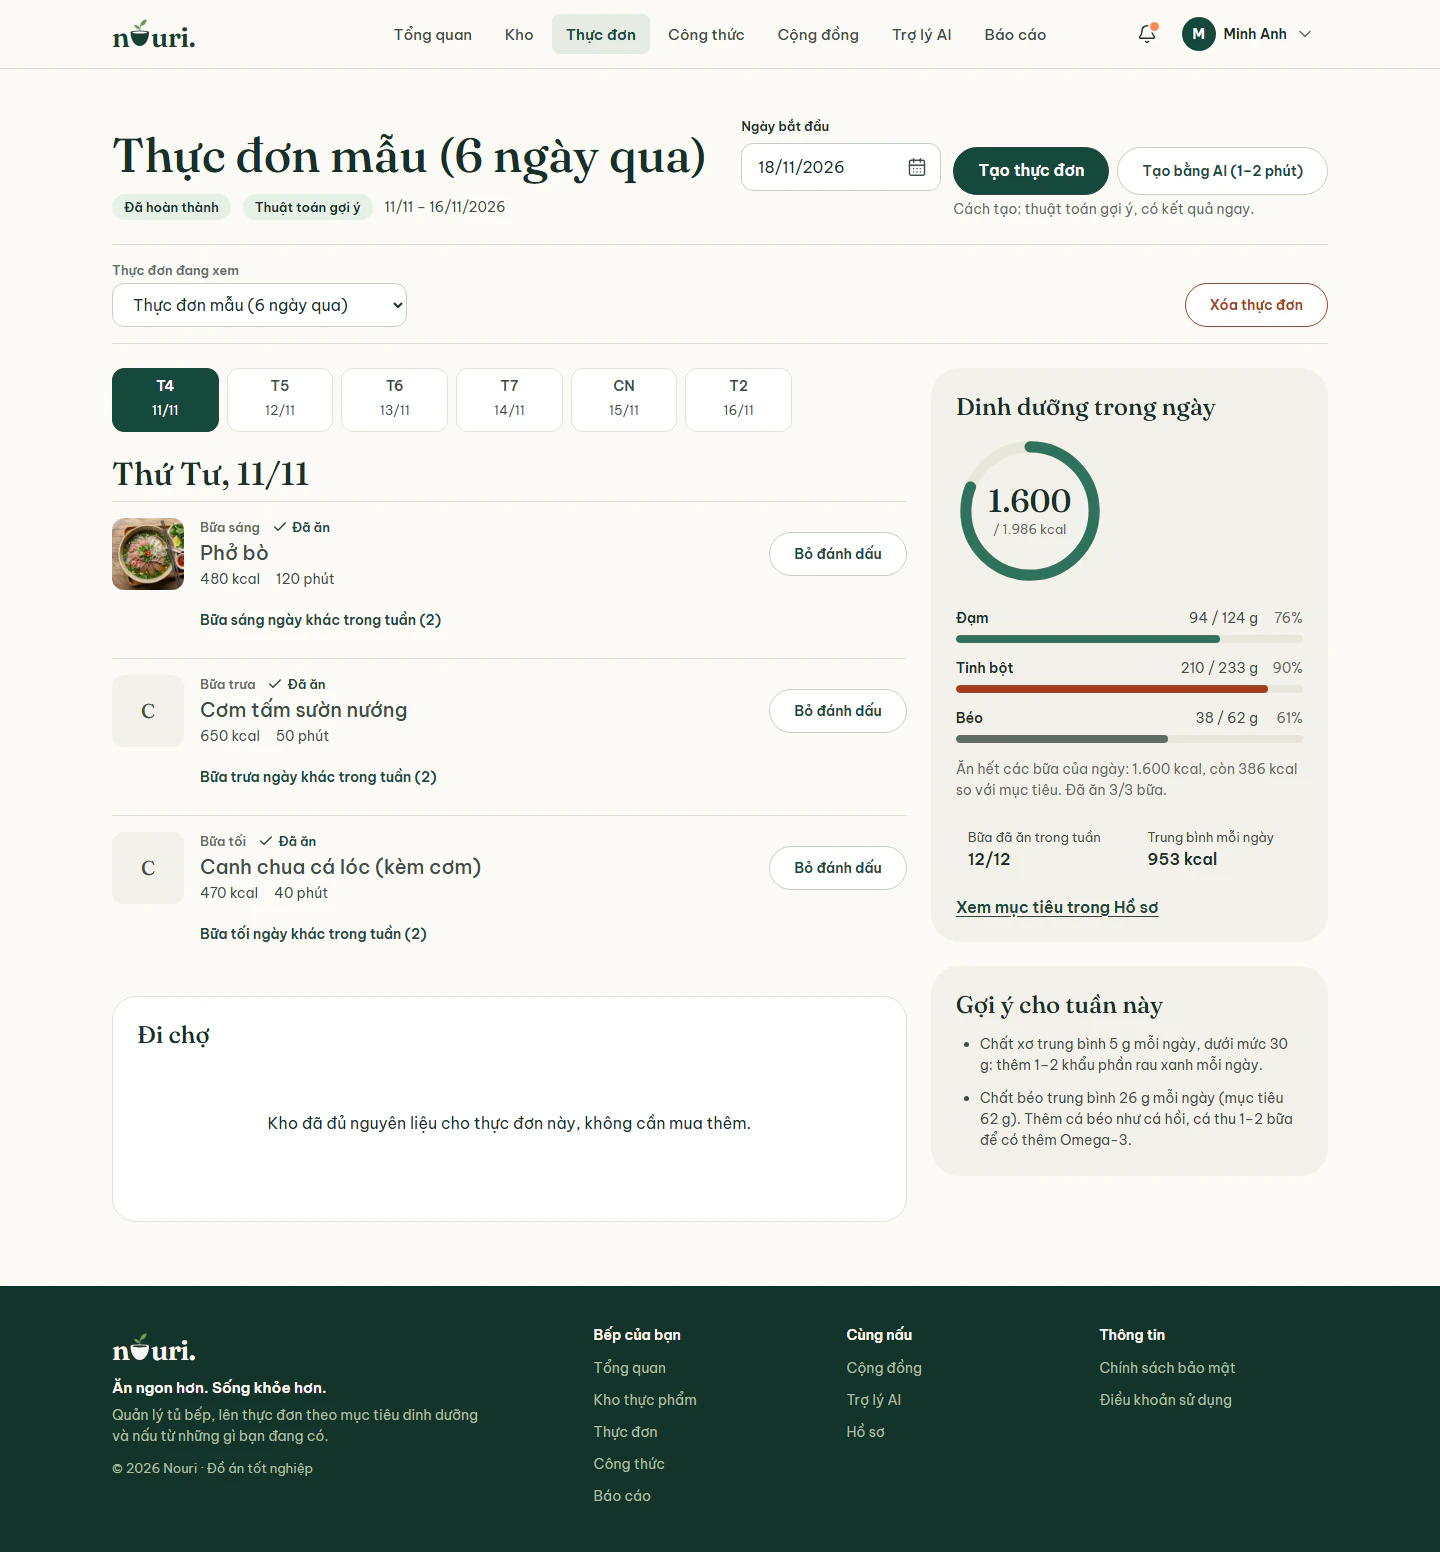 nouri.
Tổng quan
Kho
Thực đơn
Công thức
Cộng đồng
Trợ lý AI
Báo cáo
M
Minh Anh
Thực đơn mẫu (6 ngày qua)
Đã hoàn thành
Thuật toán gợi ý
11/11 – 16/11/2026
Ngày bắt đầu
18/11/2026
Tạo thực đơn
Tạo bằng AI (1–2 phút)
Cách tạo: thuật toán gợi ý, có kết quả ngay.
Thực đơn đang xem
Thực đơn mẫu (6 ngày qua)
Xóa thực đơn
T4
11/11
T5
12/11
T6
13/11
T7
14/11
CN
15/11
T2
16/11
Thứ Tư, 11/11
Bữa sáng
Đã ăn
Phở bò
480 kcal
120 phút
Bỏ đánh dấu
Bữa sáng ngày khác trong tuần (2)
C
Bữa trưa
Đã ăn
Cơm tấm sườn nướng
650 kcal
50 phút
Bỏ đánh dấu
Bữa trưa ngày khác trong tuần (2)
C
Bữa tối
Đã ăn
Canh chua cá lóc (kèm cơm)
470 kcal
40 phút
Bỏ đánh dấu
Bữa tối ngày khác trong tuần (2)
Đi chợ
Kho đã đủ nguyên liệu cho thực đơn này, không cần mua thêm.
Dinh dưỡng trong ngày
1.600
/ 1.986 kcal
Đạm
94 / 124 g
76%
Tinh bột
210 / 233 g
90%
Béo
38 / 62 g
61%
Ăn hết các bữa của ngày: 1.600 kcal, còn 386 kcal
so với mục tiêu. Đã ăn 3/3 bữa.
Bữa đã ăn trong tuần
12/12
Trung bình mỗi ngày
953 kcal
Xem mục tiêu trong Hồ sơ
Gợi ý cho tuần này
Chất xơ trung bình 5 g mỗi ngày, dưới mức 30
g: thêm 1–2 khẩu phần rau xanh mỗi ngày.
Chất béo trung bình 26 g mỗi ngày (mục tiêu
62 g). Thêm cá béo như cá hồi, cá thu 1–2 bữa
để có thêm Omega-3.
nouri.
Ăn ngon hơn. Sống khỏe hơn.
Quản lý tủ bếp, lên thực đơn theo mục tiêu dinh dưỡng
và nấu từ những gì bạn đang có.
© 2026 Nouri · Đồ án tốt nghiệp
Bếp của bạn
Tổng quan
Kho thực phẩm
Thực đơn
Công thức
Báo cáo
Cùng nấu
Cộng đồng
Trợ lý AI
Hồ sơ
Thông tin
Chính sách bảo mật
Điều khoản sử dụng